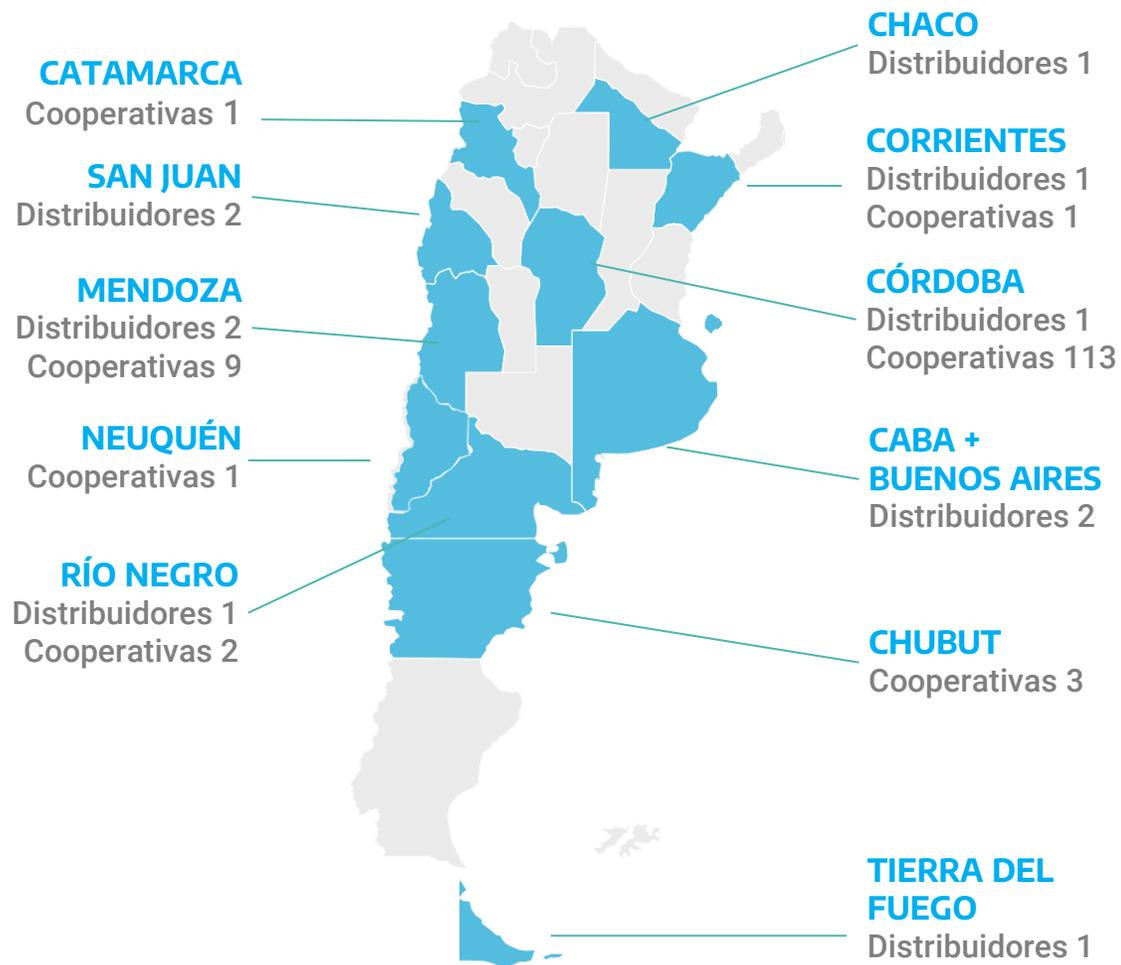 CATAMARCA
Cooperativas 1
SAN JUAN
Distribuidores 2
MENDOZA
Distribuidores 2
Cooperativas 9
NEUQUÉN
Cooperativas 1
RÍO NEGRO
Distribuidores 1
Cooperativas 2
CHACO
Distribuidores 1
CORRIENTES
Distribuidores 1
Cooperativas 1
CÓRDOBA
Distribuidores 1
Cooperativas 113
CABA +
BUENOS AIRES
Distribuidores 2
CHUBUT
Cooperativas 3
TIERRA DEL
FUEGO
Distribuidores 1